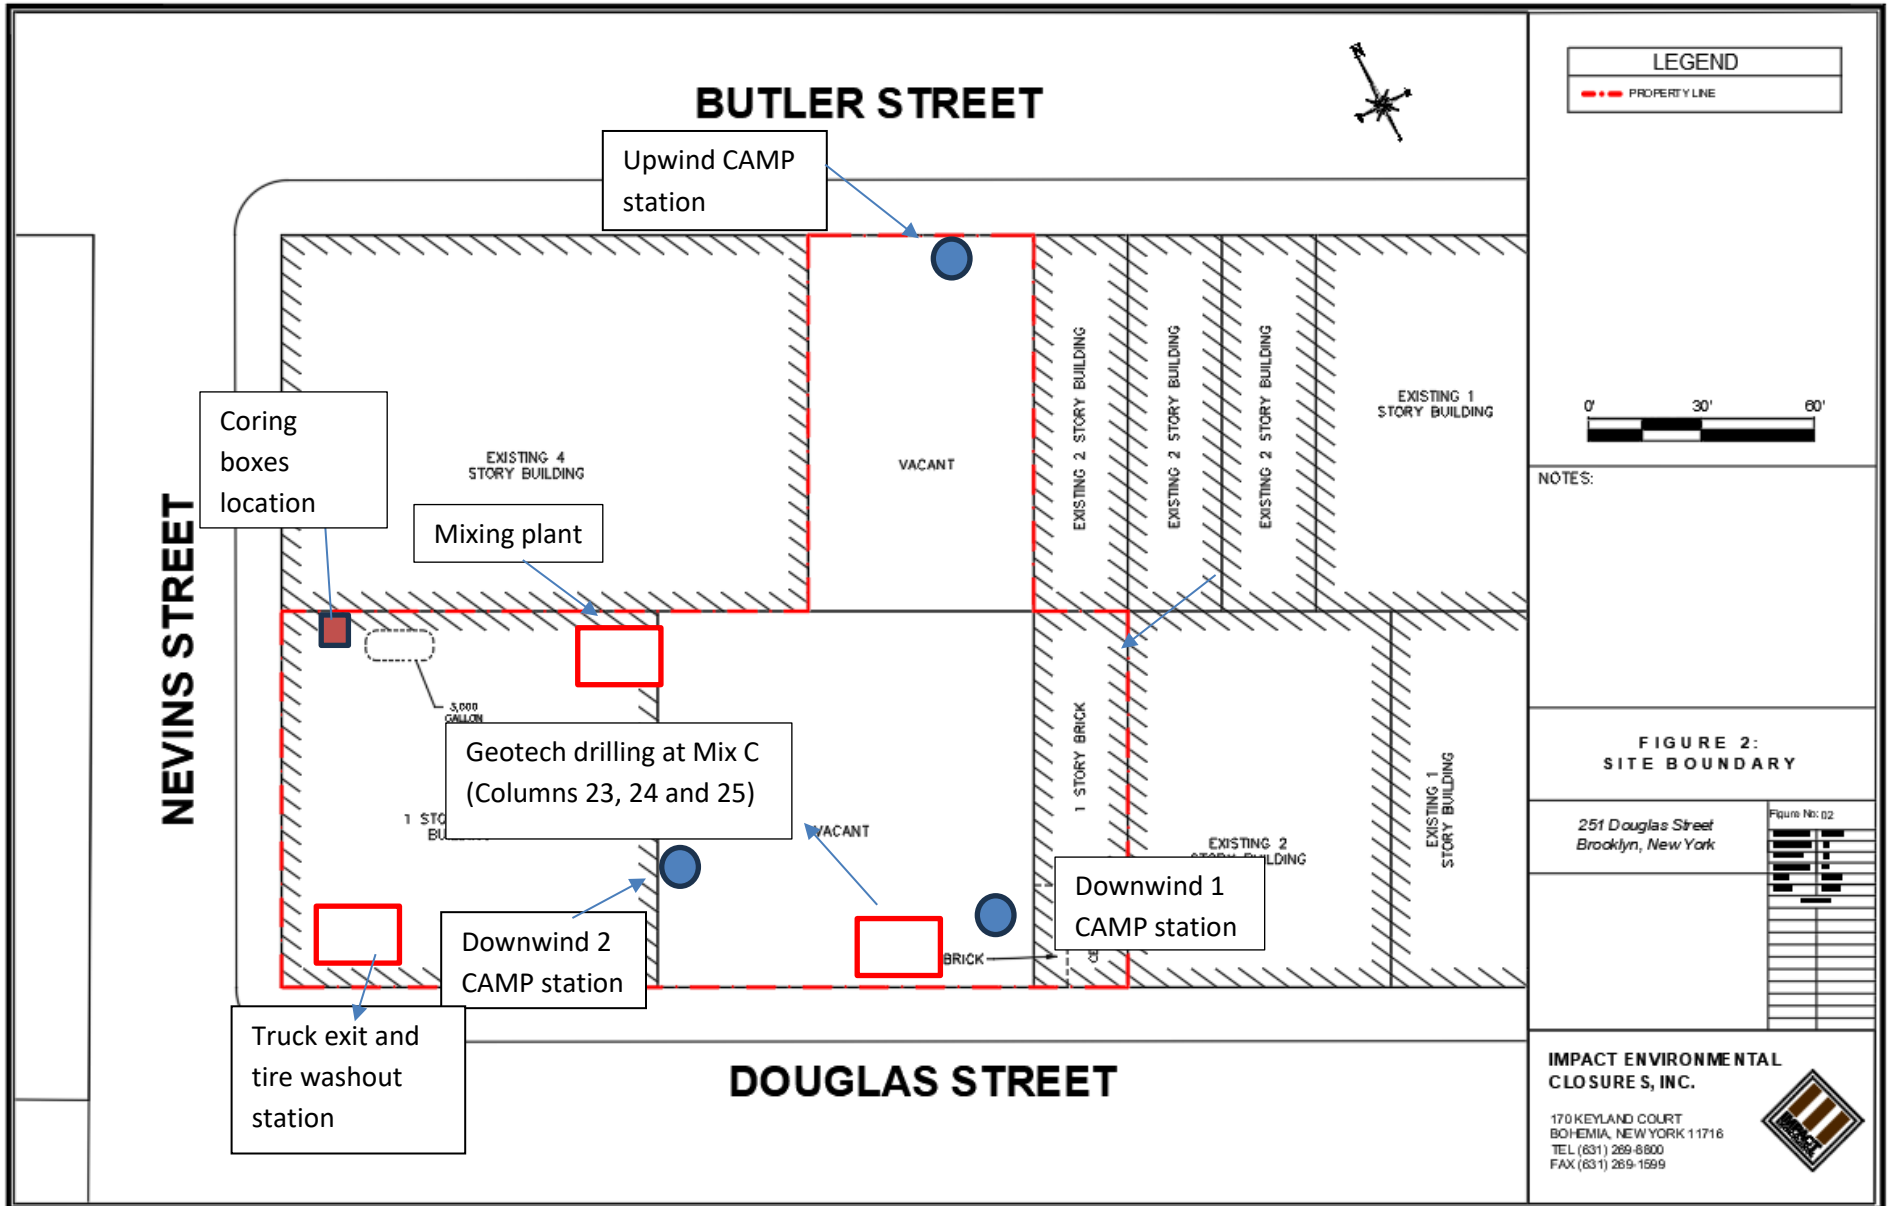 BUTLER STREET
N
Upwind CAMP
station
Coring
boxes
location
EXISTING 4
STORY BUILDING
VACANT
EXISTING 2 STORY BUILDING
EXISTING 2 STORY BUILDING
EXISTING 2 STORY BUILDING
EXISTING 1
STORY BUILDING
NEVINS STREET
Mixing plant
Geotech drilling at Mix C
(Columns 23, 24 and 25)
VACANT
1 STORY BRICK
EXISTING 2
EXISTING 1
STORY BUILDING
Downwind 1
CAMP station
BRICK
Downwind 2
CAMP station
Truck exit and
tire washout
station
DOUGLAS STREET
LEGEND
PROPERTY LINE
0' 30' 60'
NOTES:
FIGURE 2:
SITE BOUNDARY
251 Douglas Street
Brooklyn, New York
Figure No: 02
IMPACT ENVIRONMENTAL
CLOSURES, INC.
170 KEYLAND COURT
BOHEMIA, NEW YORK 11716
TEL (631) 269-8800
FAX (631) 269-1599
IMPACT